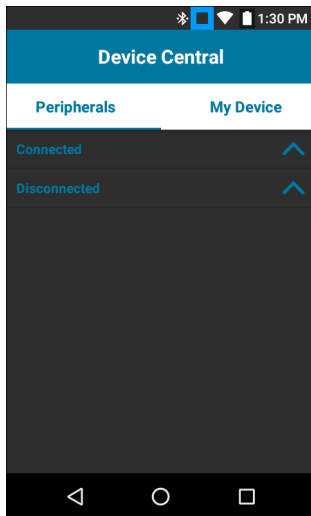 1:30 PM
Device Central
Peripherals My Device
Connected
Disconnected